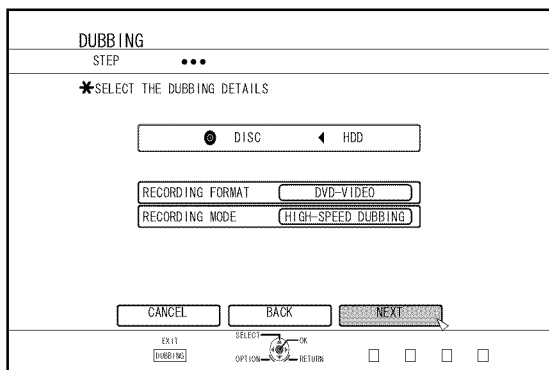 DUBBING
STEP
✱SELECT THE DUBBING DETAILS
DISC HDD
RECORDING FORMAT DVD-VIDEO
RECORDING MODE HIGH-SPEED DUBBING
CANCEL BACK NEXT
EXIT SELECT OK
DUBBING OPTION RETURN